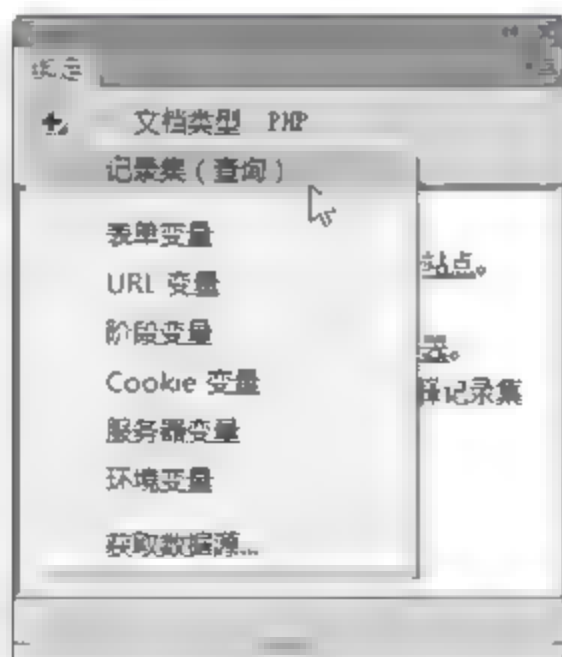 绑定
文档类型 PHP
记录集（查询）
表单变量
URL 变量
站点。
阶段变量
器。
Cookie 变量
择记录集
服务器变量
环境变量
获取数据源...